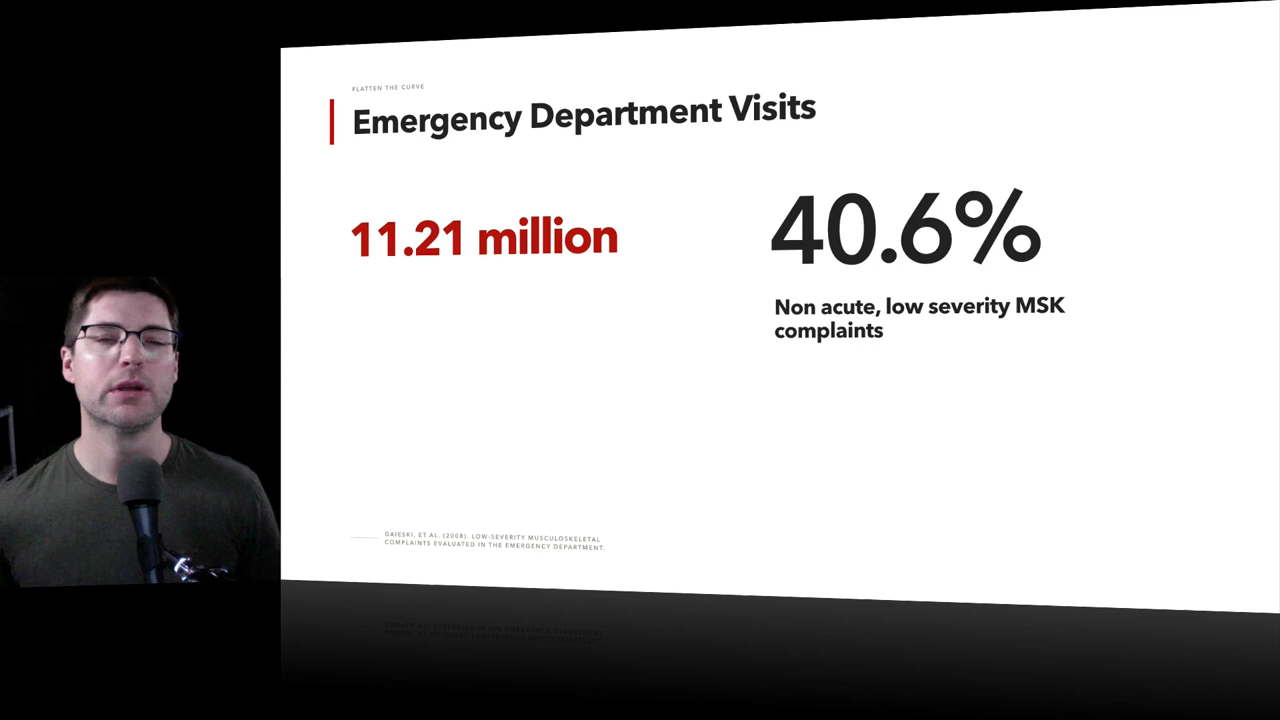 FLATTEN THE CURVE
Emergency Department Visits
11.21 million
40.6%
Non acute, low severity MSK
complaints
GAIESKI, ET AL. (2008). LOW-SEVERITY MUSCULOSKELETAL
COMPLAINTS EVALUATED IN THE EMERGENCY DEPARTMENT.